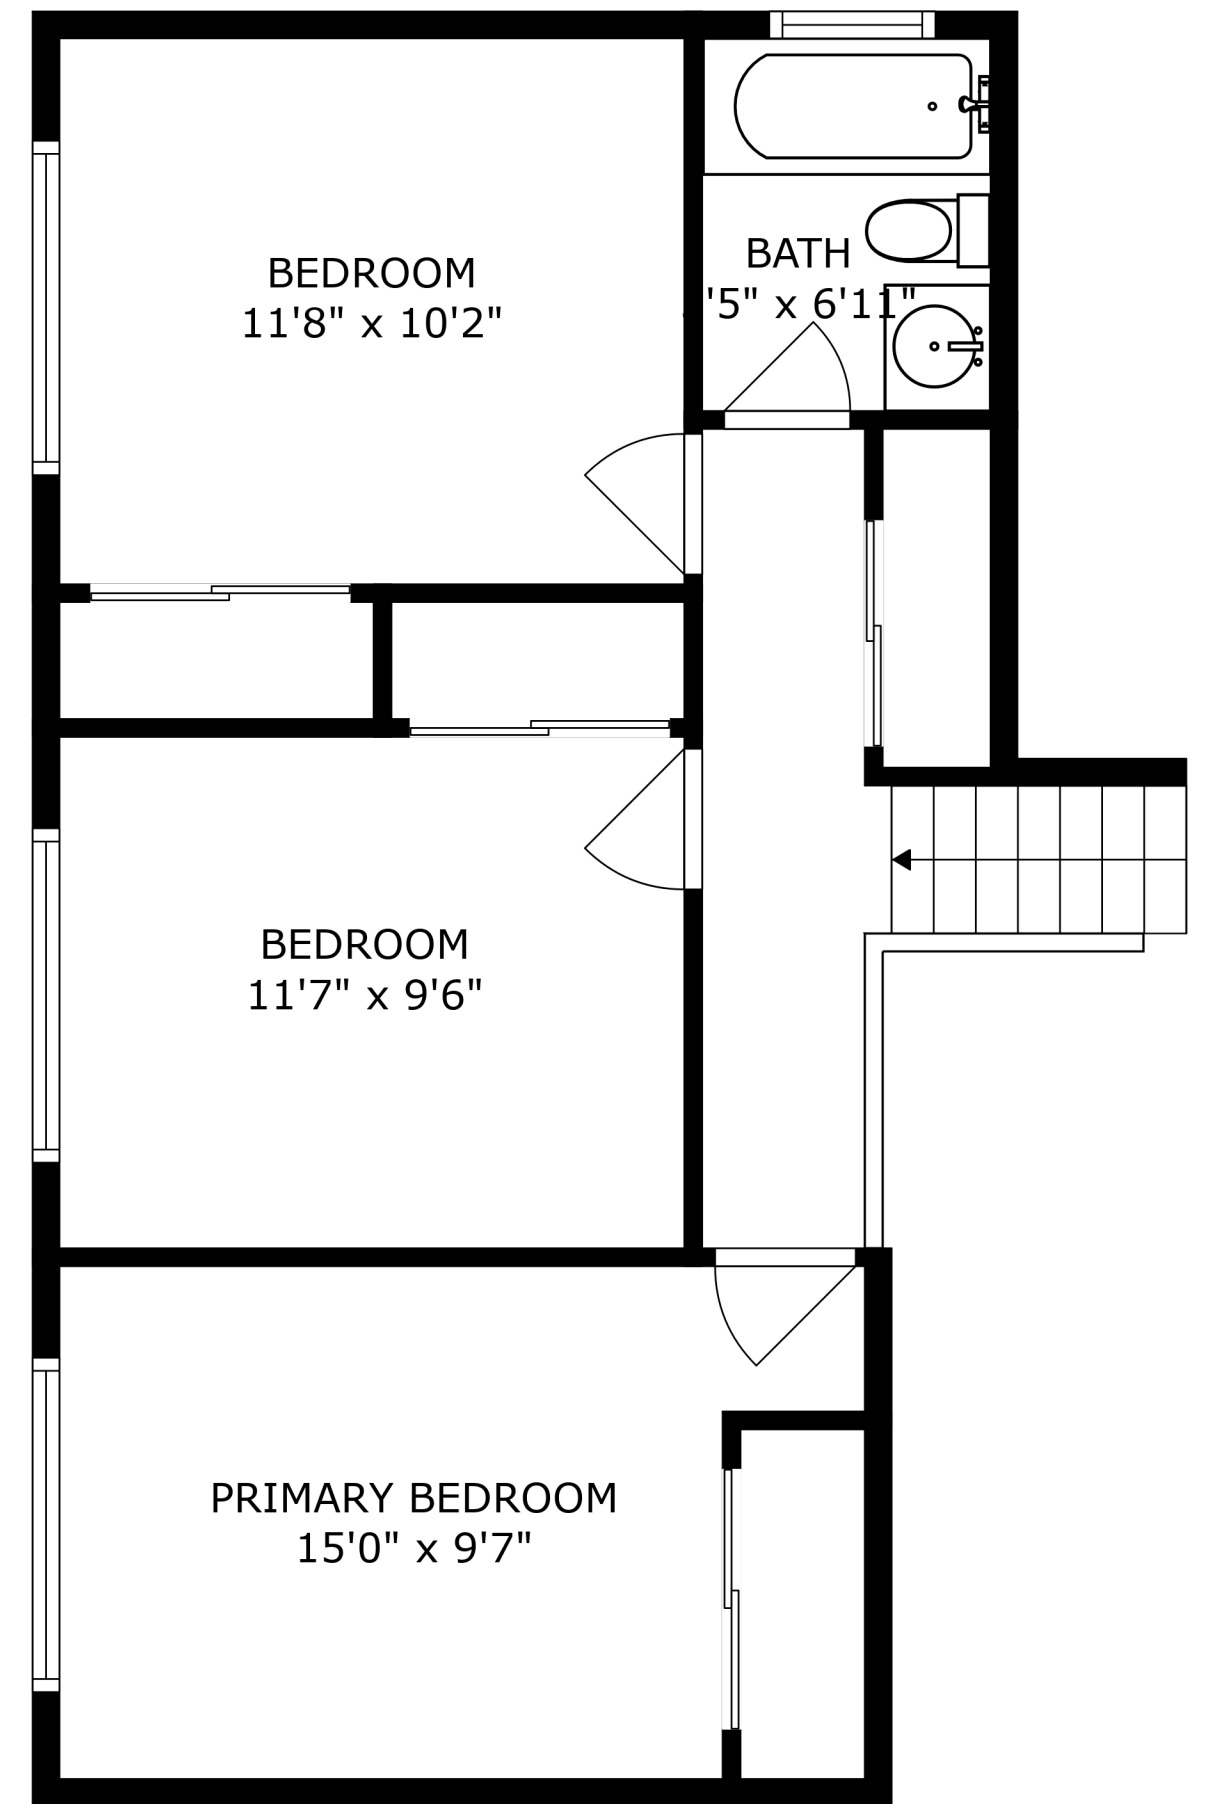 BEDROOM
11'8" x 10'2"
BATH
'5" x 6'11"
BEDROOM
11'7" x 9'6"
PRIMARY BEDROOM
15'0" x 9'7"